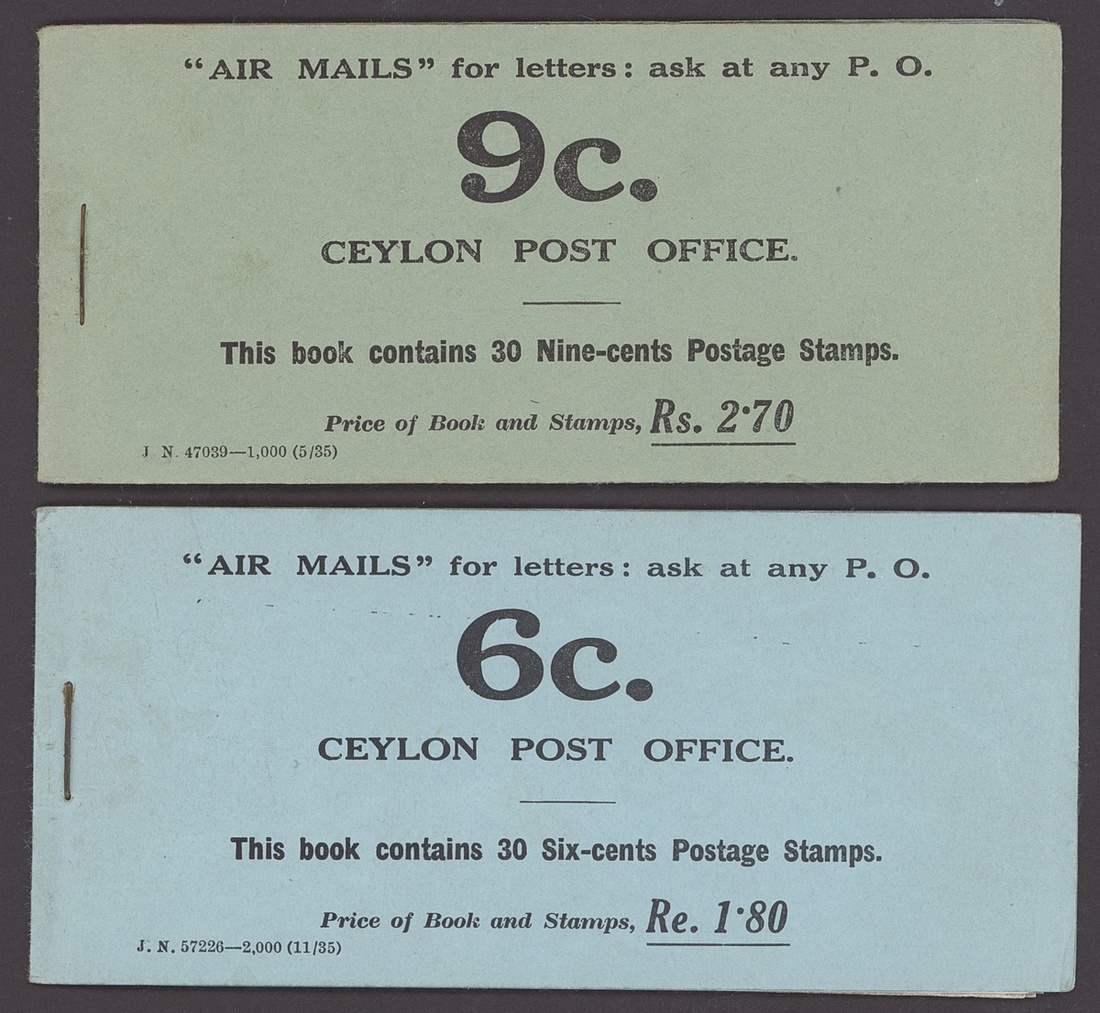 “AIR MAILS” for letters: ask at any P. O.
9c.
CEYLON POST OFFICE.
This book contains 30 Nine-cents Postage Stamps.
Price of Book and Stamps, Rs. 2·70
J N. 47039—1,000 (5/35)
“AIR MAILS” for letters: ask at any P. O.
6c.
CEYLON POST OFFICE.
This book contains 30 Six-cents Postage Stamps.
Price of Book and Stamps, Re. 1·80
J. N. 57226—2,000 (11/35)